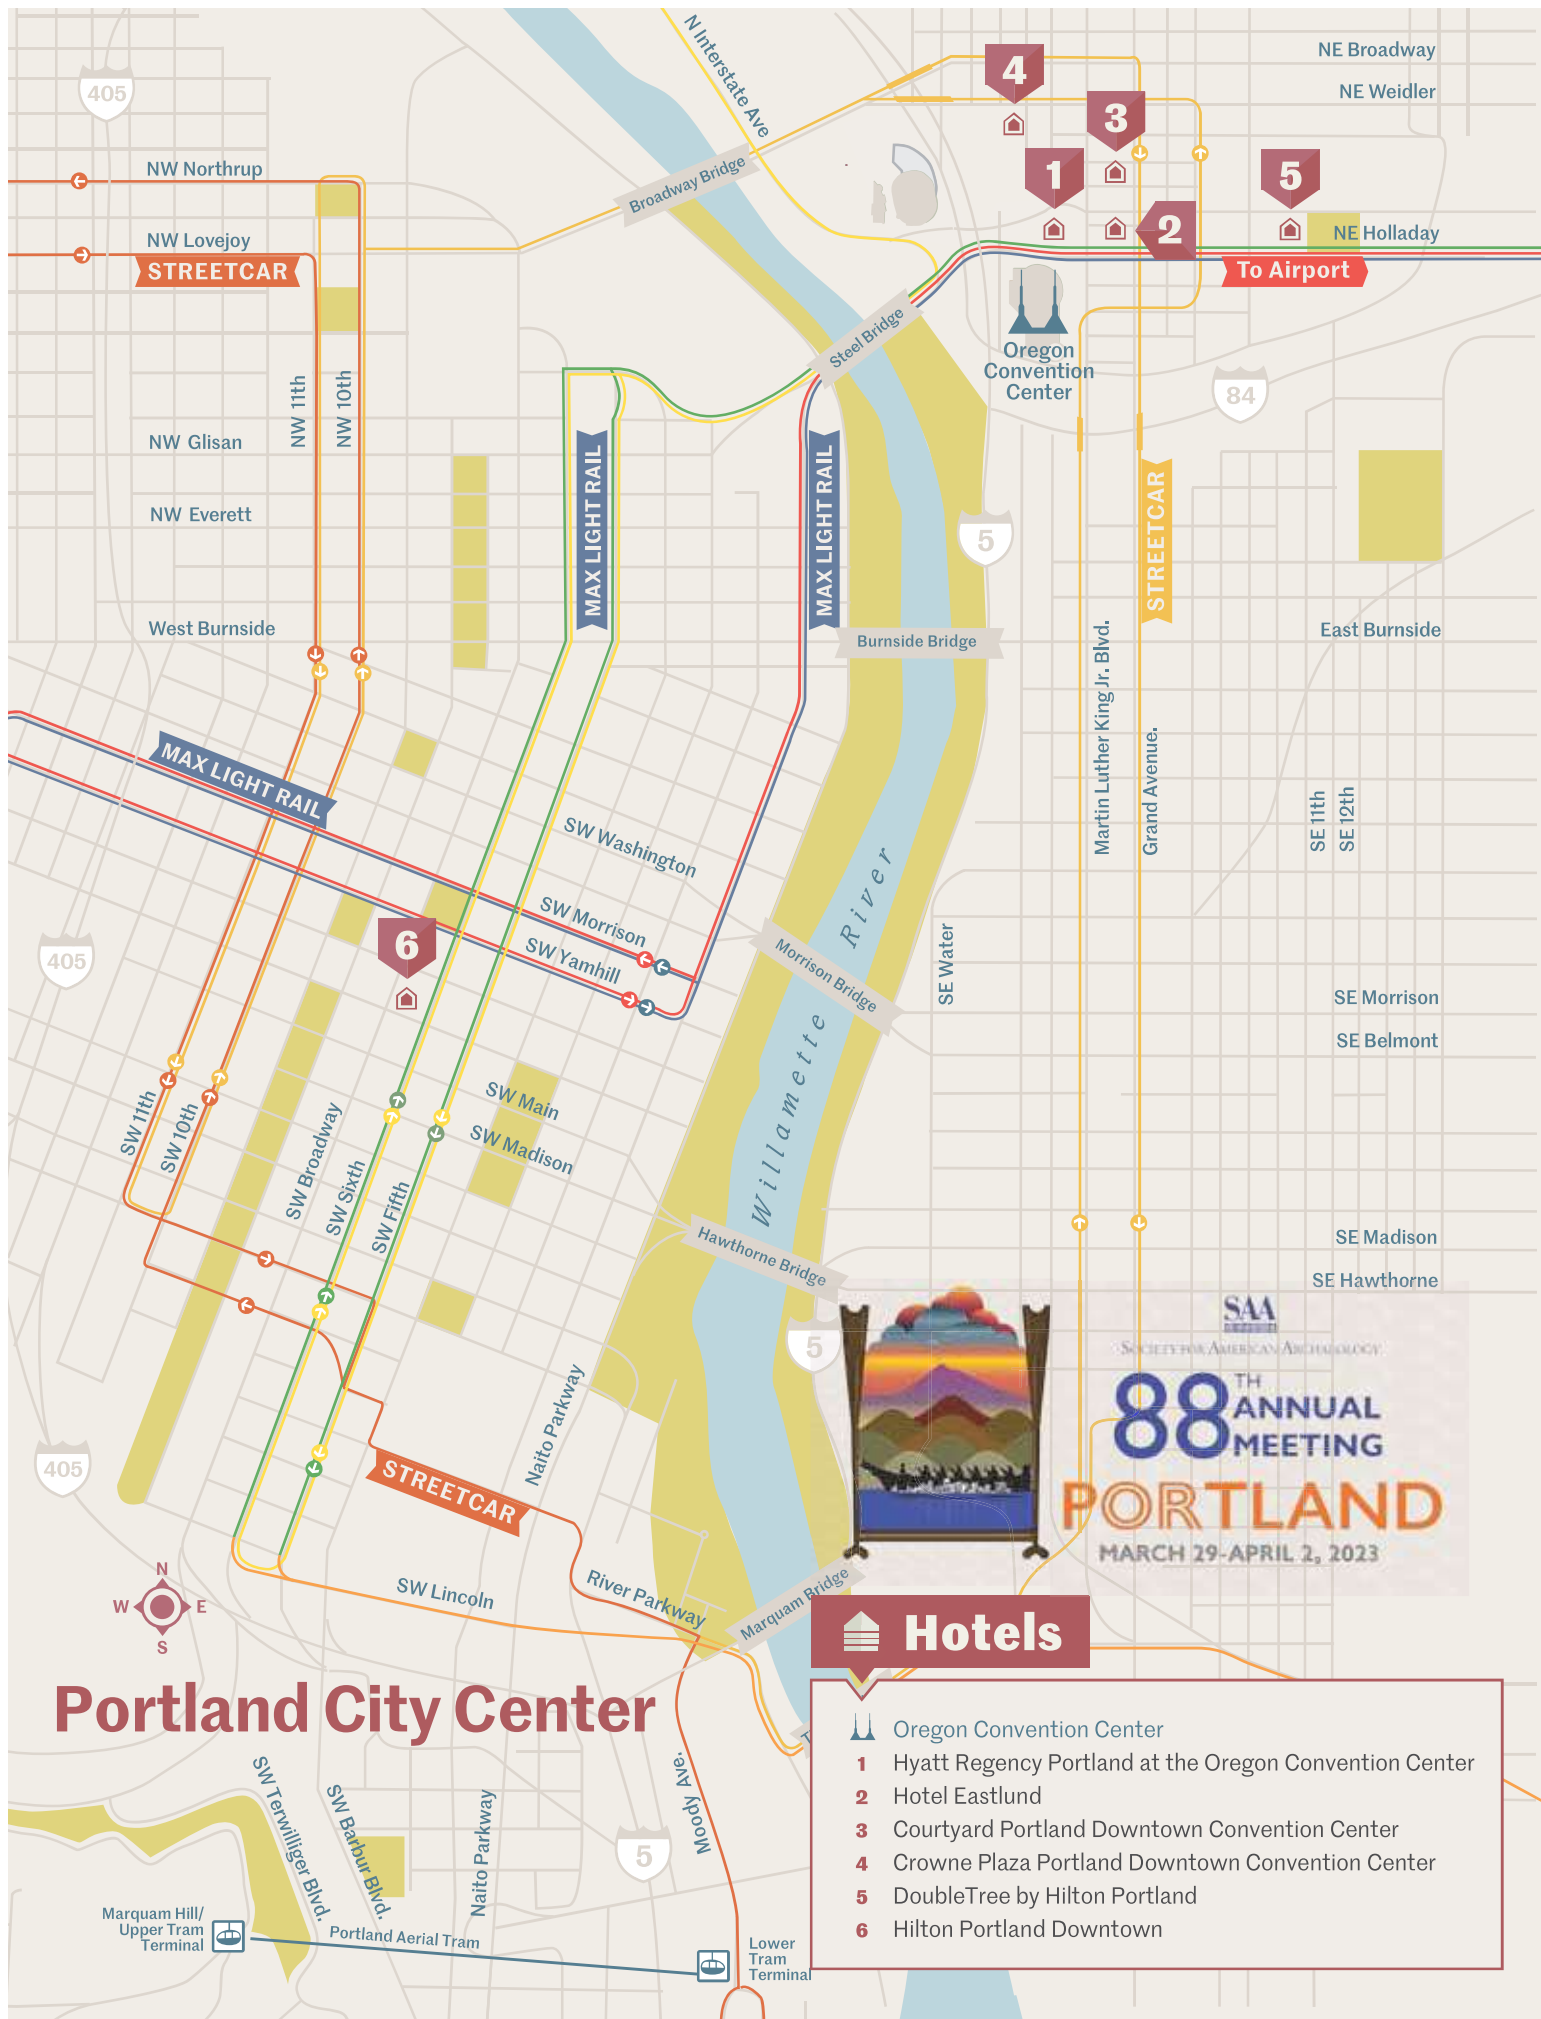 N Interstate Ave
NE Broadway
NE Weidler
405
4
3
1
5
2
NW Northrup
Broadway Bridge
NW Lovejoy
NE Holladay
STREETCAR
To Airport
Steel Bridge
Oregon
Convention
Center
84
NW 11th
NW 10th
NW Glisan
NW Everett
MAX LIGHT RAIL
MAX LIGHT RAIL
5
STREETCAR
West Burnside
Burnside Bridge
East Burnside
Martin Luther King Jr. Blvd.
Grand Avenue.
SE 11th
SE 12th
MAX LIGHT RAIL
SW Washington
SW Morrison
SW Yamhill
6
405
Willamette River
Morrison Bridge
SE Water
SE Morrison
SE Belmont
SW Main
SW Madison
SW 11th
SW 10th
SW Broadway
SW Sixth
SW Fifth
Hawthorne Bridge
SE Madison
SE Hawthorne
5
SAA
SOCIETY FOR AMERICAN ARCHAEOLOGY
88TH
ANNUAL
MEETING
PORTLAND
MARCH 29-APRIL 2, 2023
Naito Parkway
405
STREETCAR
N
W E
S
SW Lincoln
River Parkway
Marquam Bridge
Portland City Center
SW Terwilliger Blvd.
SW Barbur Blvd.
Naito Parkway
5
Moody Ave.
Marquam Hill/
Upper Tram
Terminal
Portland Aerial Tram
Lower
Tram
Terminal
Hotels
Oregon Convention Center
1 Hyatt Regency Portland at the Oregon Convention Center
2 Hotel Eastlund
3 Courtyard Portland Downtown Convention Center
4 Crowne Plaza Portland Downtown Convention Center
5 DoubleTree by Hilton Portland
6 Hilton Portland Downtown